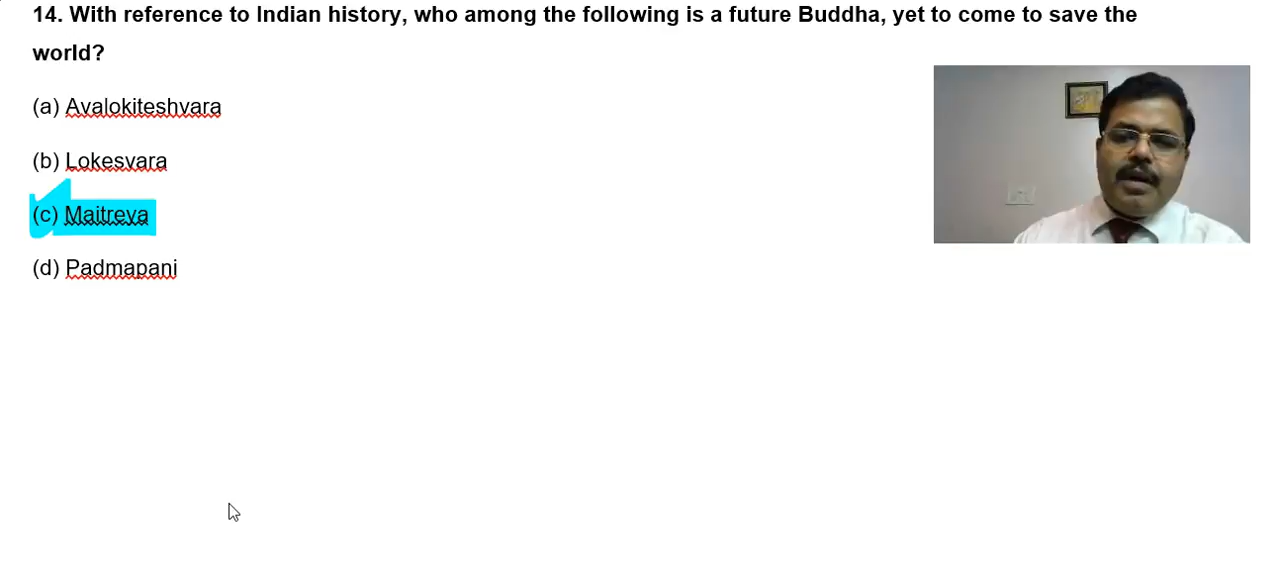 14. With reference to Indian history, who among the following is a future Buddha, yet to come to save the
world?
(a) Avalokiteshvara
(b) Lokesvara
(c) Maitreya
(d) Padmapani